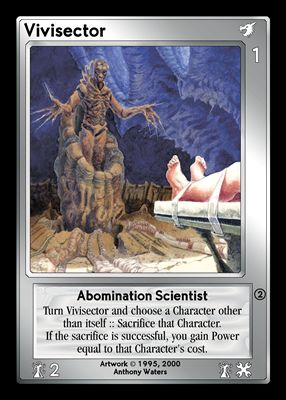 Vivisector
1
Abomination Scientist
2
Turn Vivisector and choose a Character other
than itself :: Sacrifice that Character.
If the sacrifice is successful, you gain Power
equal to that Character's cost.
2
Artwork © 1995, 2000
Anthony Waters